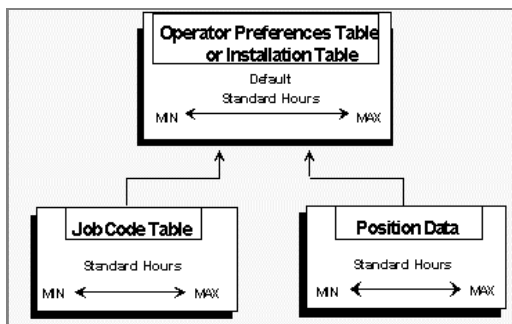 Operator Preferences Table
or Installation Table
Default
Standard Hours
MIN MAX
Job Code Table
Standard Hours
MIN MAX
Position Data
Standard Hours
MIN MAX